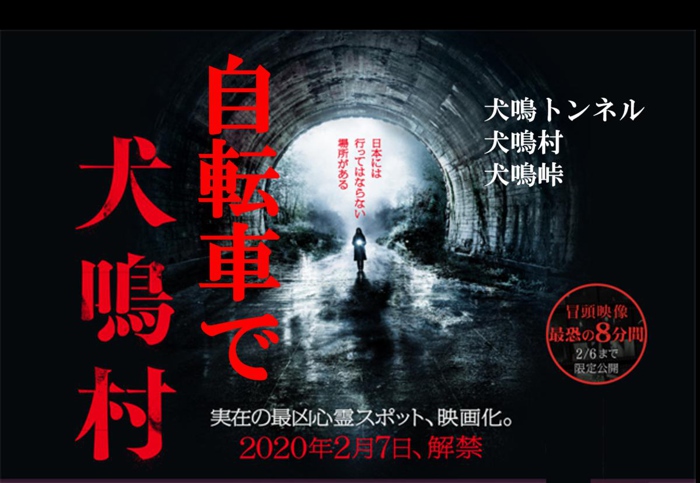 自転車で
犬鳴村
日本には
行ってはならない
場所がある
犬鳴トンネル
犬鳴村
犬鳴峠
冒頭映像
最恐の8分間
2/6まで
限定公開
実在の最凶心霊スポット、映画化。
2020年2月7日、解禁